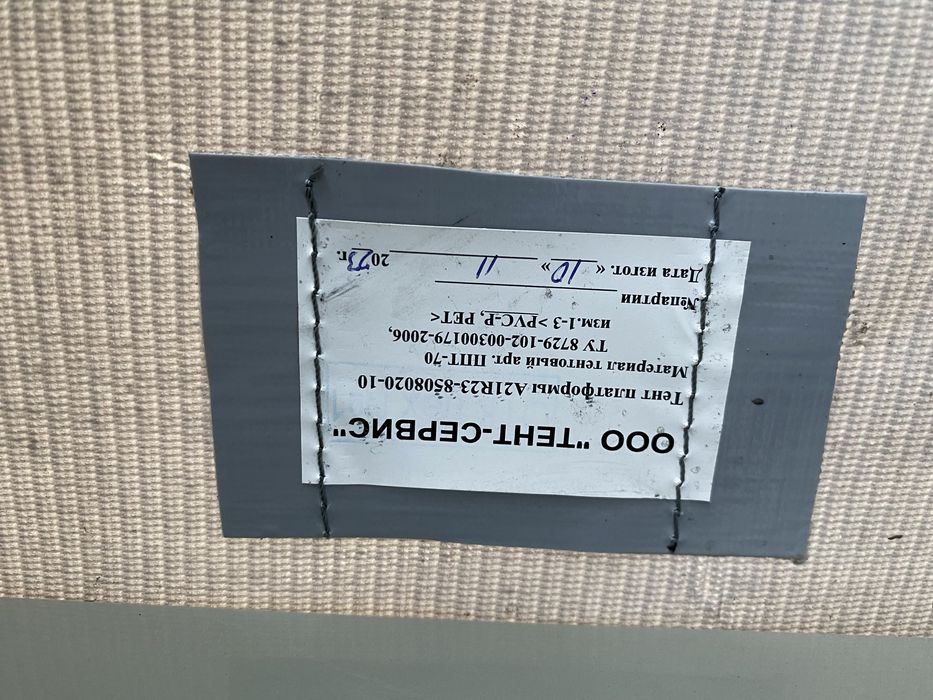 ООО "ТЕНТ-СЕРВИС"
Тент платформы A21R23-8508020-10
Материал тентовый арт. ППТ-70
ТУ 8729-102-00300179-2006,
изм.1-3 >PVC-P, PET<
№партии
Дата изгот. « 10 » 11 2023г.